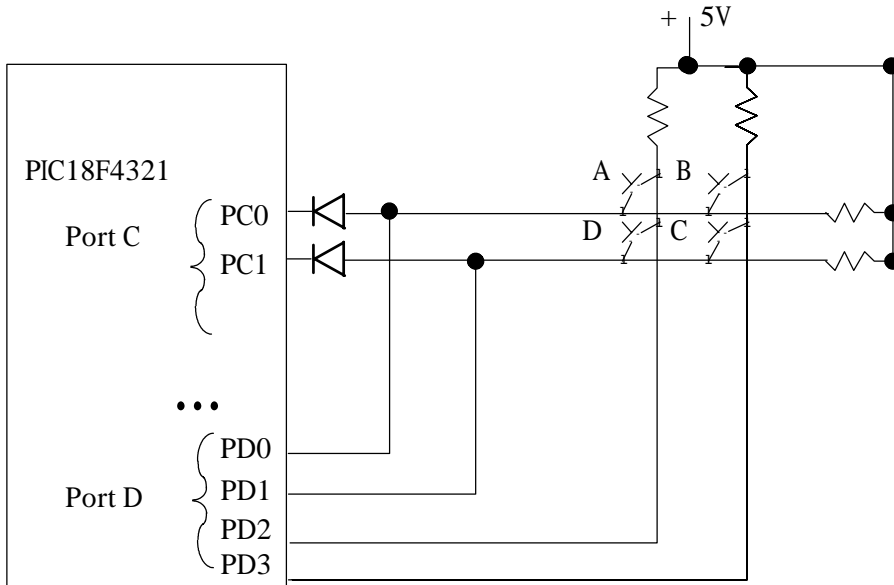 + 5V
PIC18F4321
A
B
PC0
Port C
D
C
PC1
...
PD0
Port D
PD1
PD2
PD3